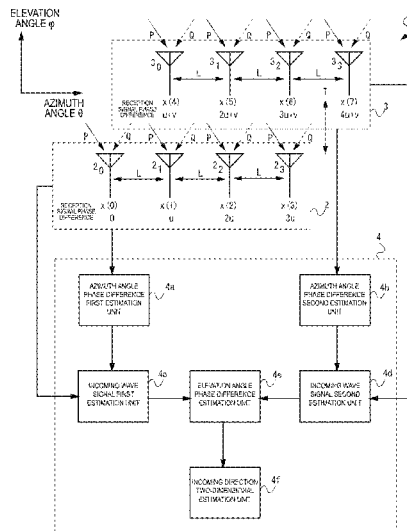 ELEVATION
ANGLE φ
P Q P Q P Q P Q
3₀ 3₁ 3₂ 3₃
L L L
AZIMUTH
ANGLE θ
RECEPTION
SIGNAL PHASE
DIFFERENCE
x (4) x (5) x (6) x (7)
u+v 2u+v 3u+v 4u+v
T
3
P Q P Q P Q P Q
2₀ 2₁ 2₂ 2₃
L L L
RECEPTION
SIGNAL PHASE
DIFFERENCE
x (0) x (1) x (2) x (3)
0 u 2u 3u
2
4
AZIMUTH ANGLE
PHASE DIFFERENCE
FIRST ESTIMATION
UNIT
4a
AZIMUTH ANGLE
PHASE DIFFERENCE
SECOND ESTIMATION
UNIT
4b
INCOMING WAVE
SIGNAL FIRST
ESTIMATION UNIT
ELEVATION ANGLE
PHASE DIFFERENCE
ESTIMATION UNIT
4e
INCOMING WAVE
SIGNAL SECOND
ESTIMATION UNIT
4d
INCOMING DIRECTION
TWO-DIMENTIAL
ESTIMATION UNIT
4f